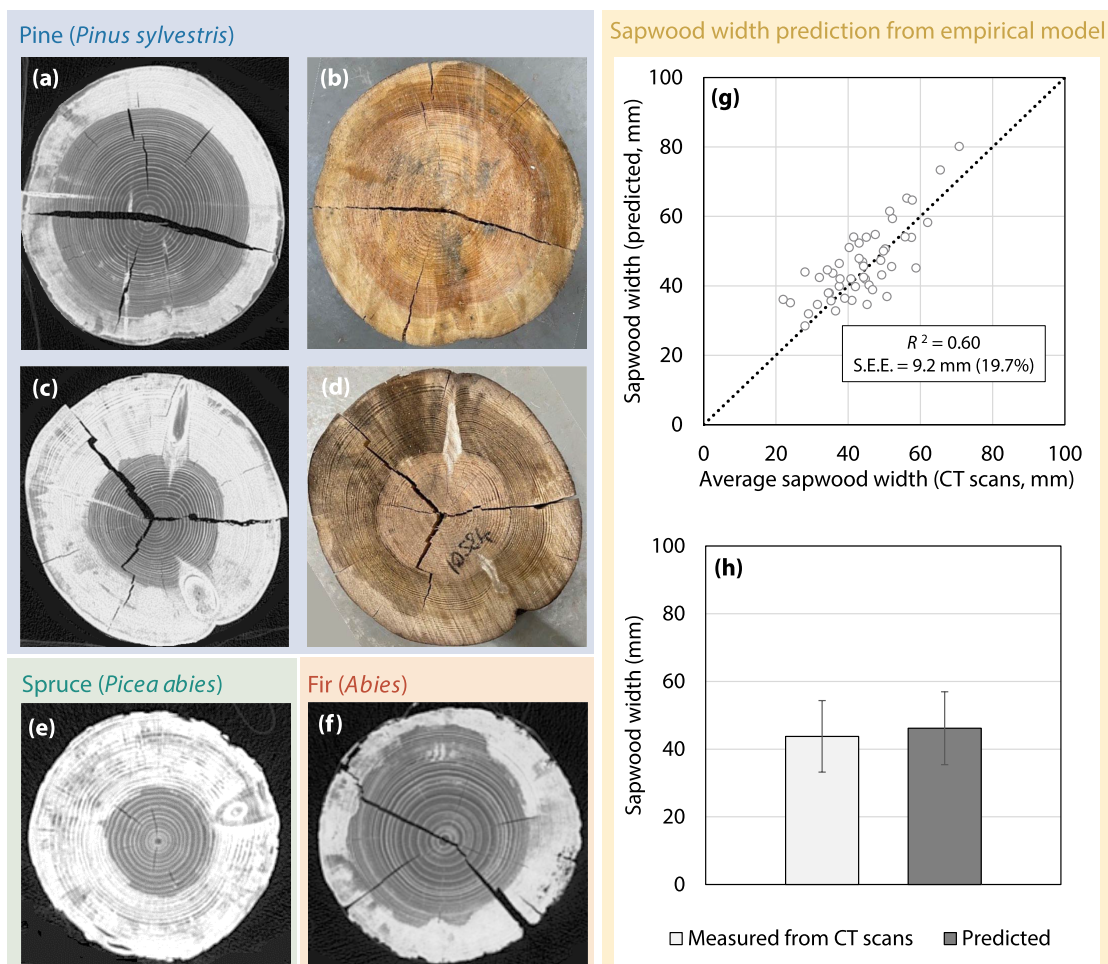 Pine (Pinus sylvestris)
(a)
(b)
(c)
(d)
Spruce (Picea abies)
(e)
Fir (Abies)
(f)
Sapwood width prediction from empirical model
(g)
Sapwood width (predicted, mm)
100
80
60
40
20
0
R² = 0.60
S.E.E. = 9.2 mm (19.7%)
0 20 40 60 80 100
Average sapwood width (CT scans, mm)
(h)
Sapwood width (mm)
100
80
60
40
20
0
Measured from CT scans
Predicted